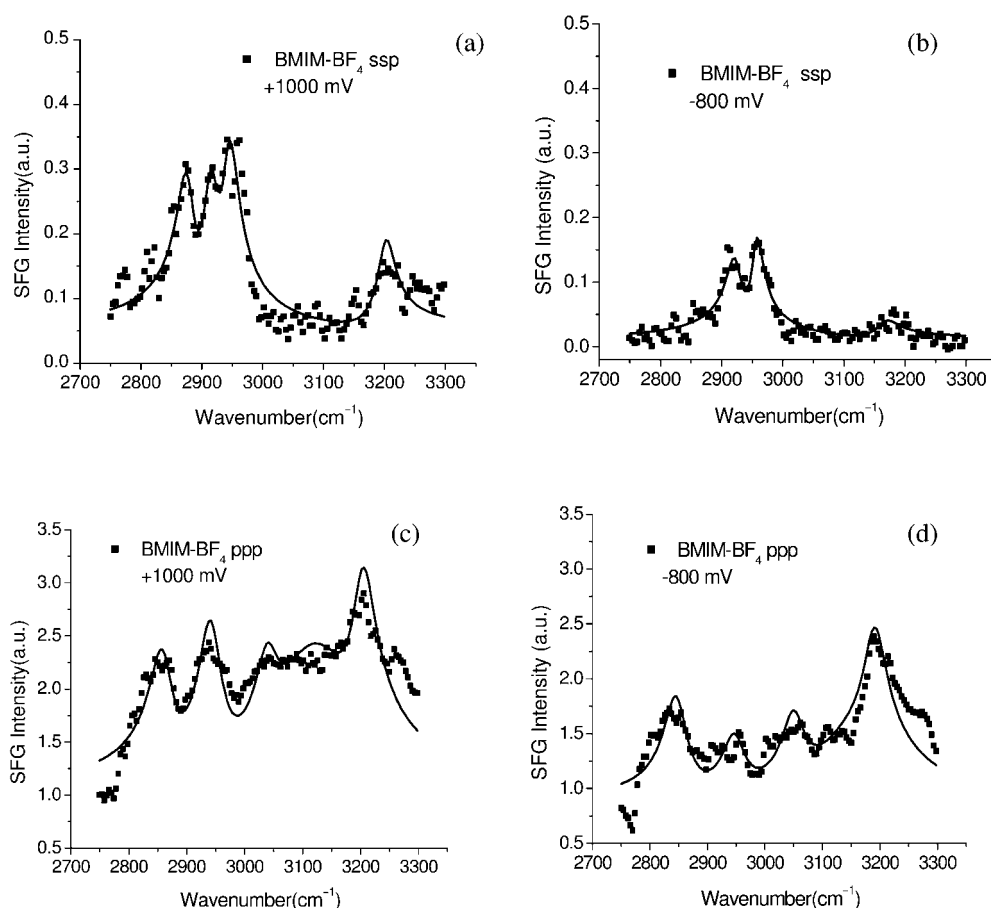 (a)
BMIM-BF₄ ssp
+1000 mV
0.5
0.4
0.3
0.2
0.1
0.0
SFG Intensity(a.u.)
2700 2800 2900 3000 3100 3200 3300
Wavenumber(cm⁻¹)
(b)
BMIM-BF₄ ssp
-800 mV
0.5
0.4
0.3
0.2
0.1
0.0
SFG Intensity (a.u.)
2700 2800 2900 3000 3100 3200 3300
Wavenumber(cm⁻¹)
(c)
BMIM-BF₄ ppp
+1000 mV
3.5
3.0
2.5
2.0
1.5
1.0
0.5
SFG Intensity(a.u.)
2700 2800 2900 3000 3100 3200 3300
Wavenumber(cm⁻¹)
(d)
BMIM-BF₄ ppp
-800 mV
3.5
3.0
2.5
2.0
1.5
1.0
0.5
SFG Intensity (a.u.)
2700 2800 2900 3000 3100 3200 3300
Wavenumber(cm⁻¹)